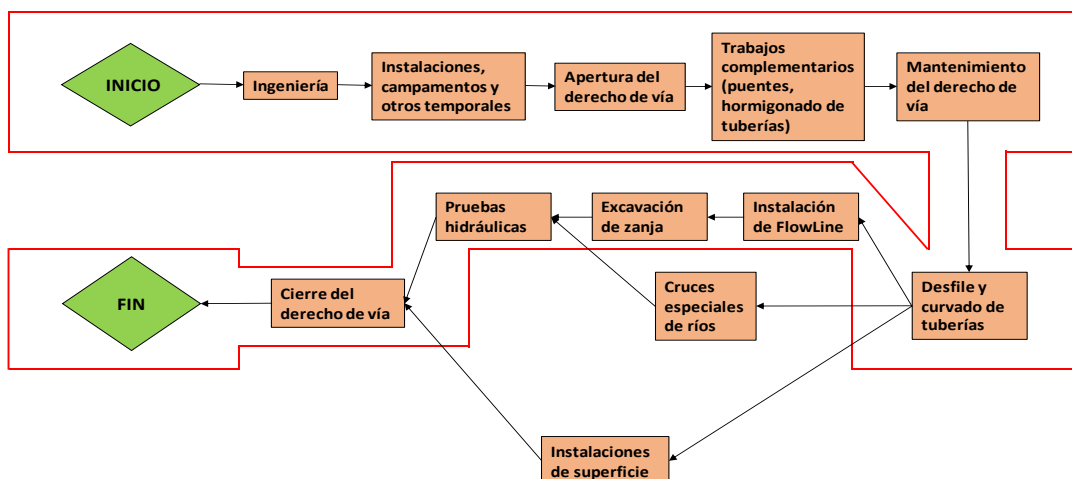 INICIO
Ingeniería
Instalaciones,
campamentos y
otros temporales
Apertura del
derecho de vía
Trabajos
complementarios
(puentes,
hormigonado de
tuberías)
Mantenimiento
del derecho de
vía
Pruebas
hidráulicas
Excavación
de zanja
Instalación
de FlowLine
FIN
Cierre del
derecho de vía
Cruces
especiales
de ríos
Desfile y
curvado de
tuberías
Instalaciones
de superficie